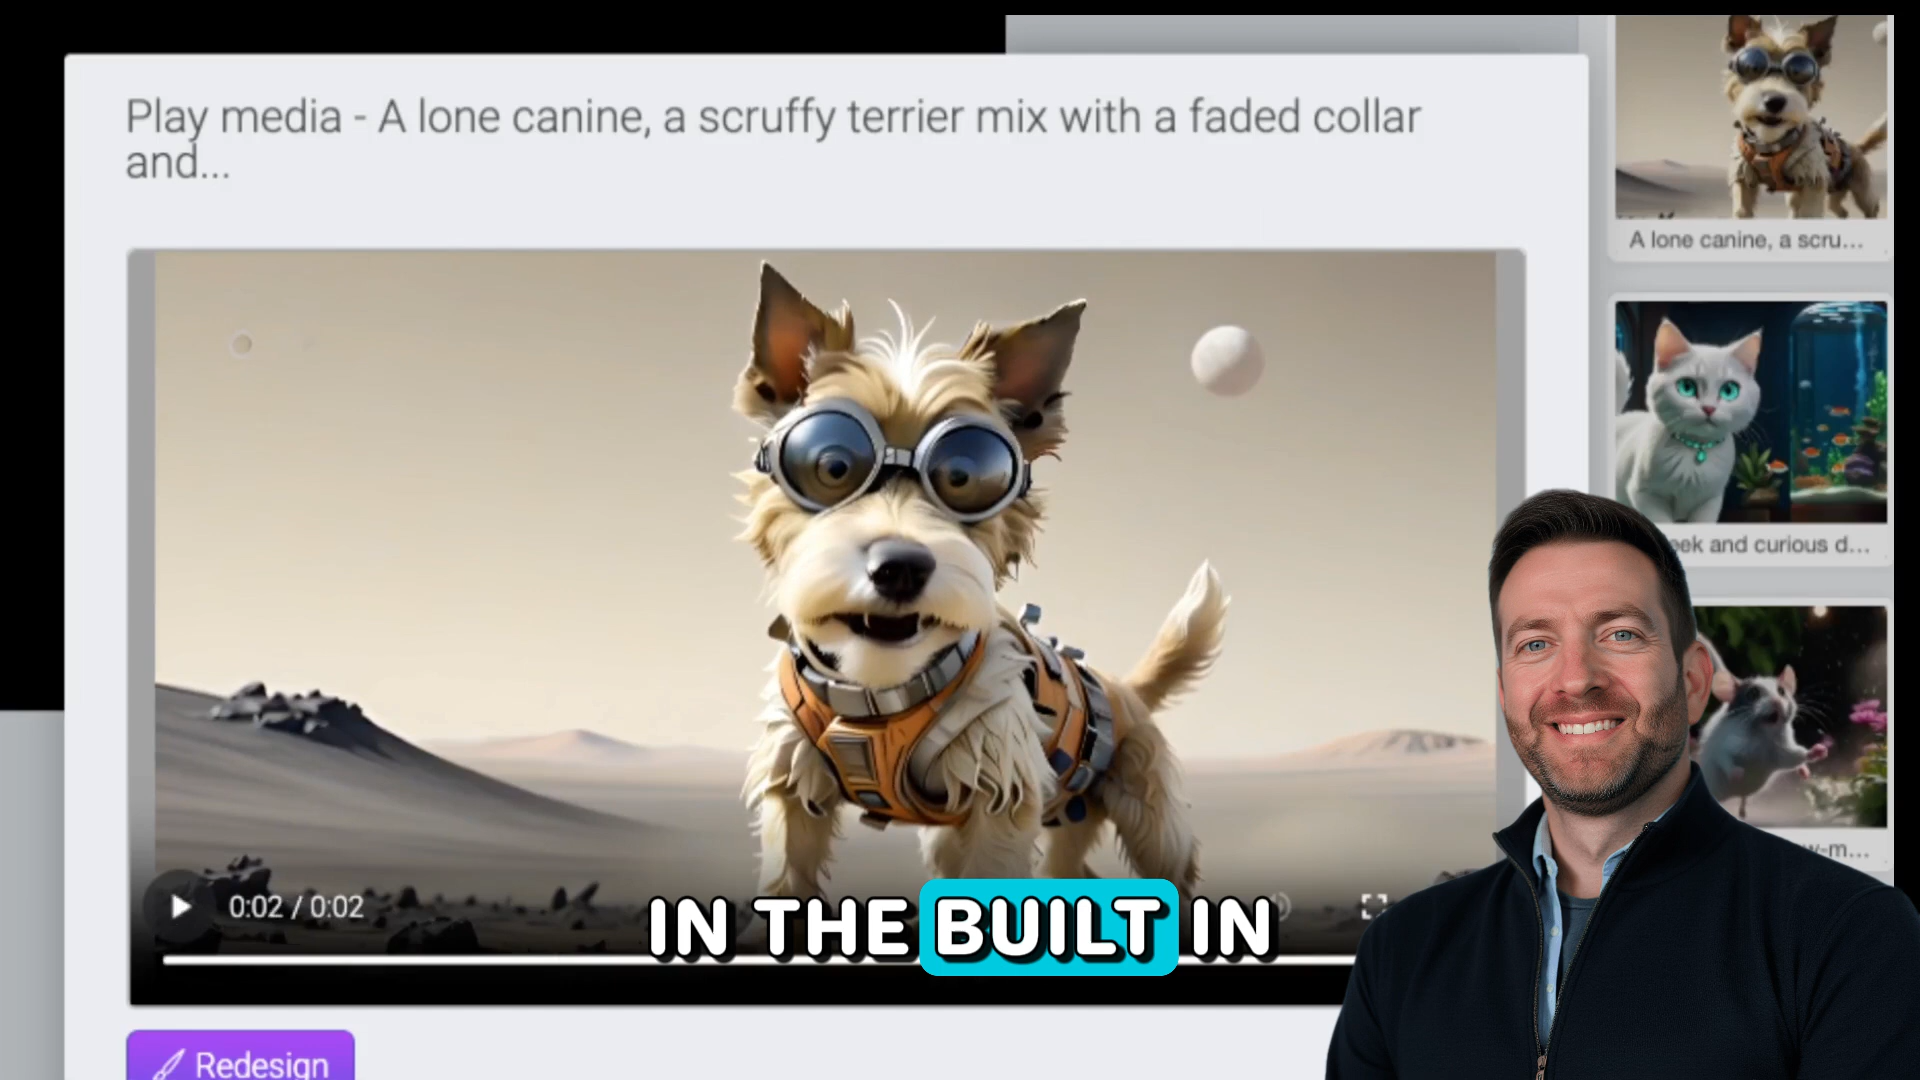 Play media - A lone canine, a scruffy terrier mix with a faded collar
and...
A lone canine, a scru...
eek and curious d...
w-m...
0:02 / 0:02
IN THE BUILT IN
Redesign